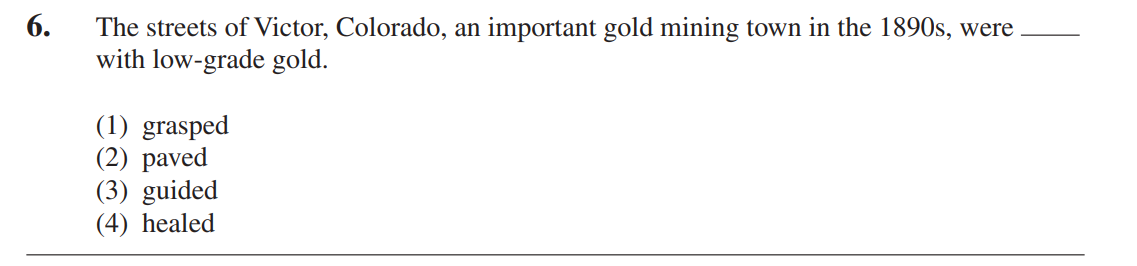 6. The streets of Victor, Colorado, an important gold mining town in the 1890s, were ____
with low-grade gold.
(1) grasped
(2) paved
(3) guided
(4) healed